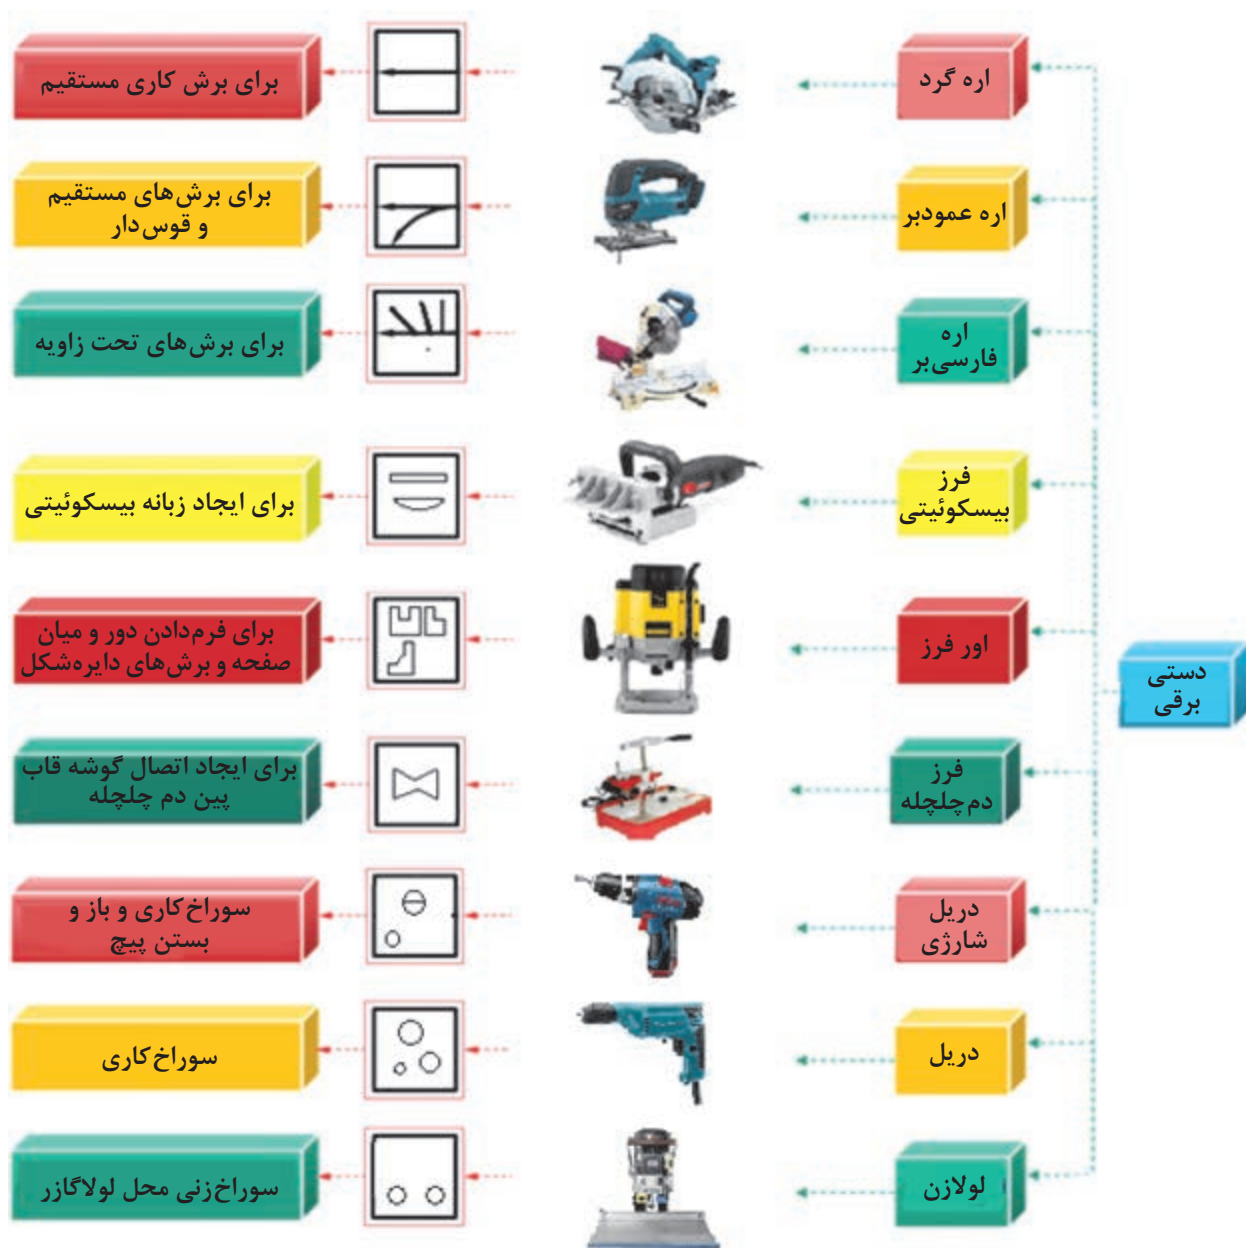 اره گرد
برای برش کاری مستقیم
اره عمودبر
برای برش‌های مستقیم
و قوس‌دار
اره
فارسی‌بر
برای برش‌های تحت زاویه
فرز
بیسکوئیتی
برای ایجاد زبانه بیسکوئیتی
اور فرز
برای فرم‌دادن دور و میان
صفحه و برش‌های دایره‌شکل
دستی
برقی
فرز
دم‌چلچله
برای ایجاد اتصال گوشه قاب
پین دم چلچله
دریل
شارژی
سوراخ‌کاری و باز و
بستن پیچ
دریل
سوراخ‌کاری
لولازن
سوراخ‌زنی محل لولاگازر